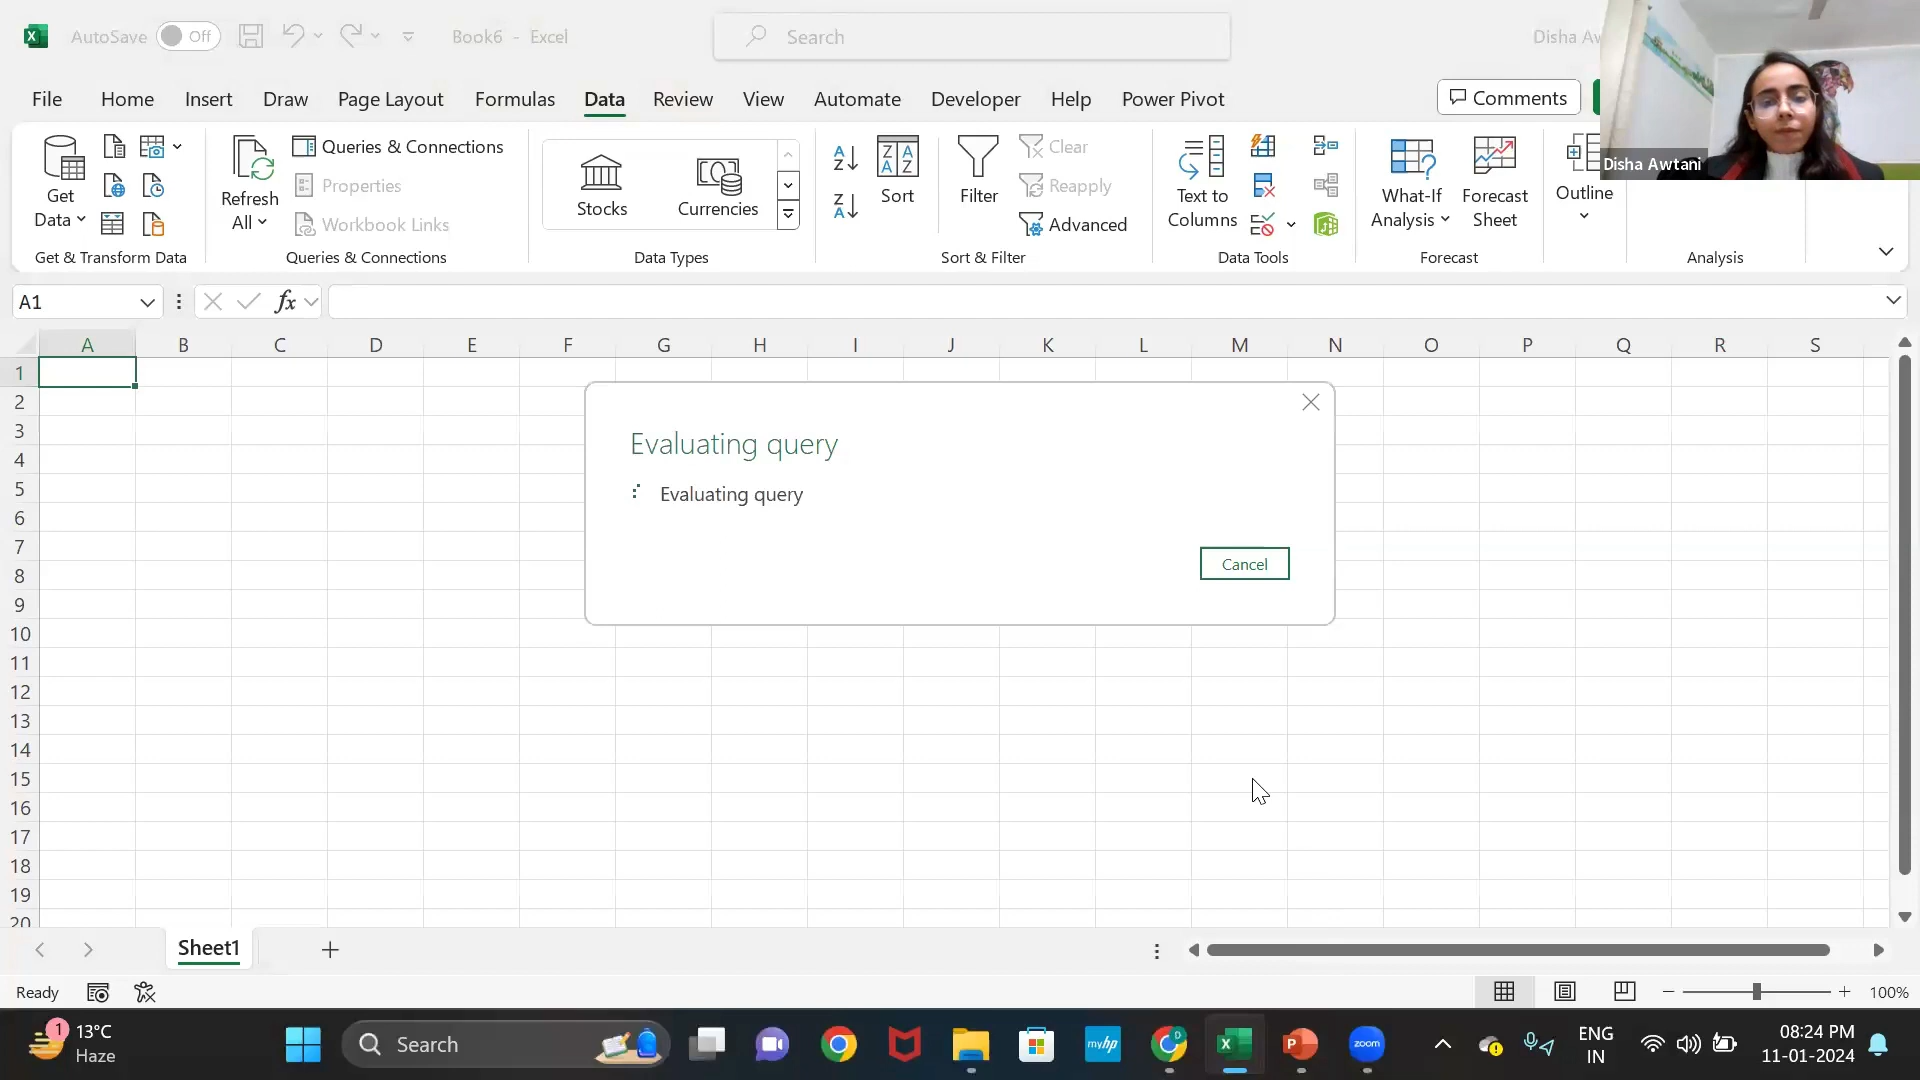 AutoSave Off Book6 - Excel Search Disha Aw
File Home Insert Draw Page Layout Formulas Data Review View Automate Developer Help Power Pivot Comments
Disha Awtani
Get Data Refresh All Queries & Connections Properties Workbook Links Stocks Currencies Sort Filter Clear Reapply Advanced Text to Columns What-If Analysis Forecast Sheet Outline
Get & Transform Data Queries & Connections Data Types Sort & Filter Data Tools Forecast Analysis
A1 fx
A B C D E F G H I J K L M N O P Q R S
1
2
3
4
5
6
7
8
9
10
11
12
13
14
15
16
17
18
19
20
Evaluating query
Evaluating query
Cancel
Sheet1
Ready 100%
1 13°C
Haze
Search
myhp
zoom
ENG
IN
08:24 PM
11-01-2024